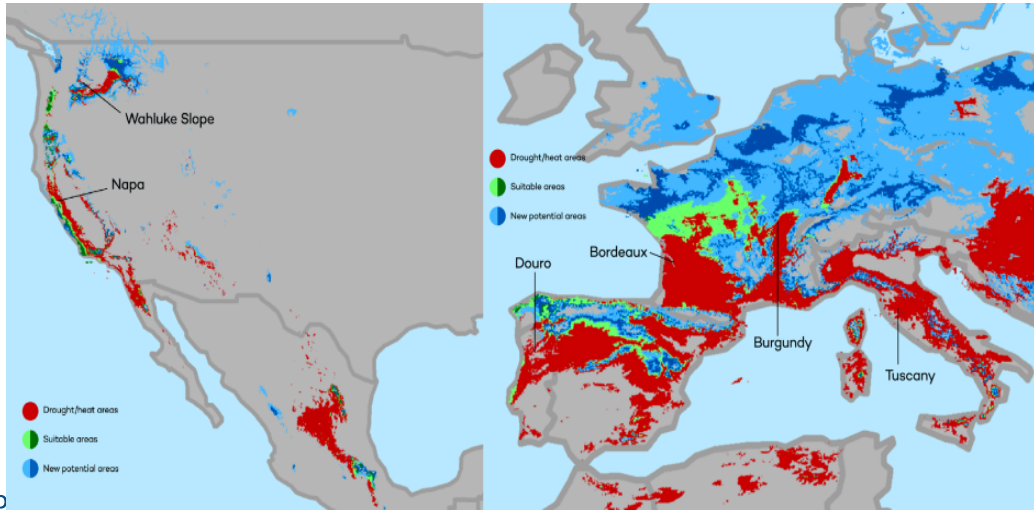 Wahluke Slope
Napa
Drought/heat areas
Suitable areas
New potential areas
Drought/heat areas
Suitable areas
New potential areas
Bordeaux
Douro
Burgundy
Tuscany